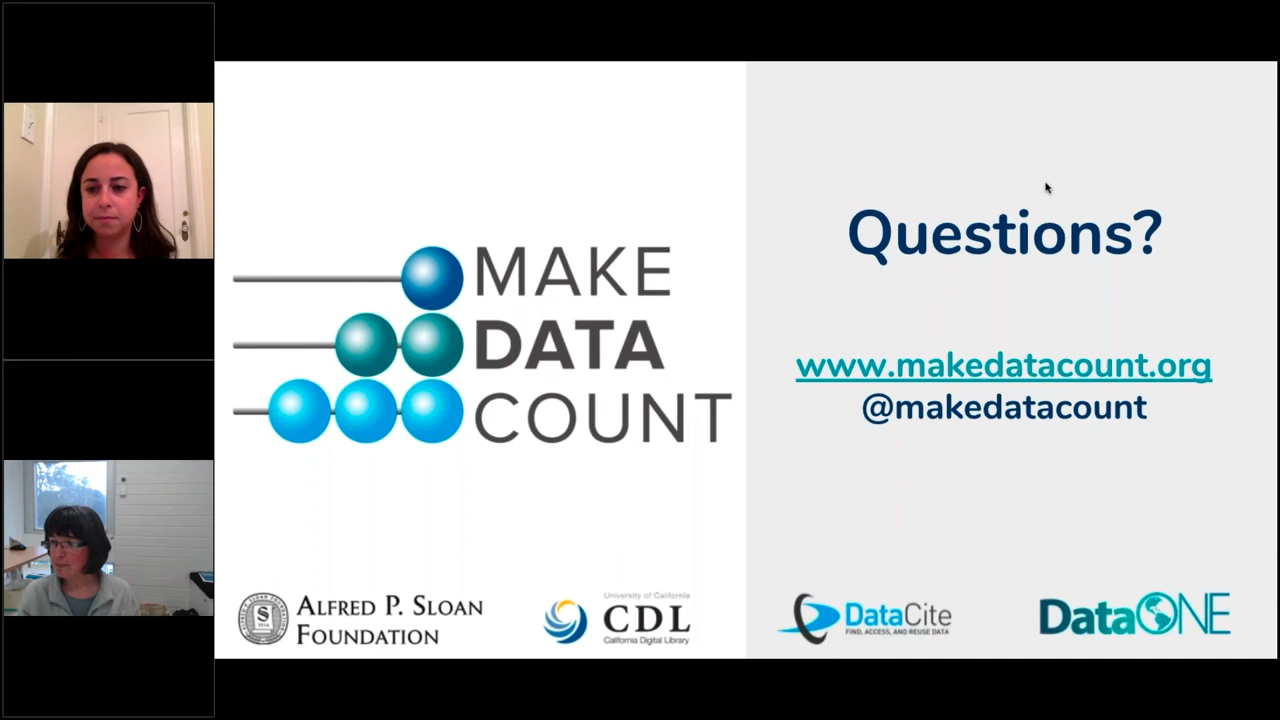 MAKE
DATA
COUNT
Questions?
www.makedatacount.org
@makedatacount
ALFRED P. SLOAN
FOUNDATION
University of California
CDL
California Digital Library
DataCite
FIND, ACCESS, AND REUSE DATA
DataONE